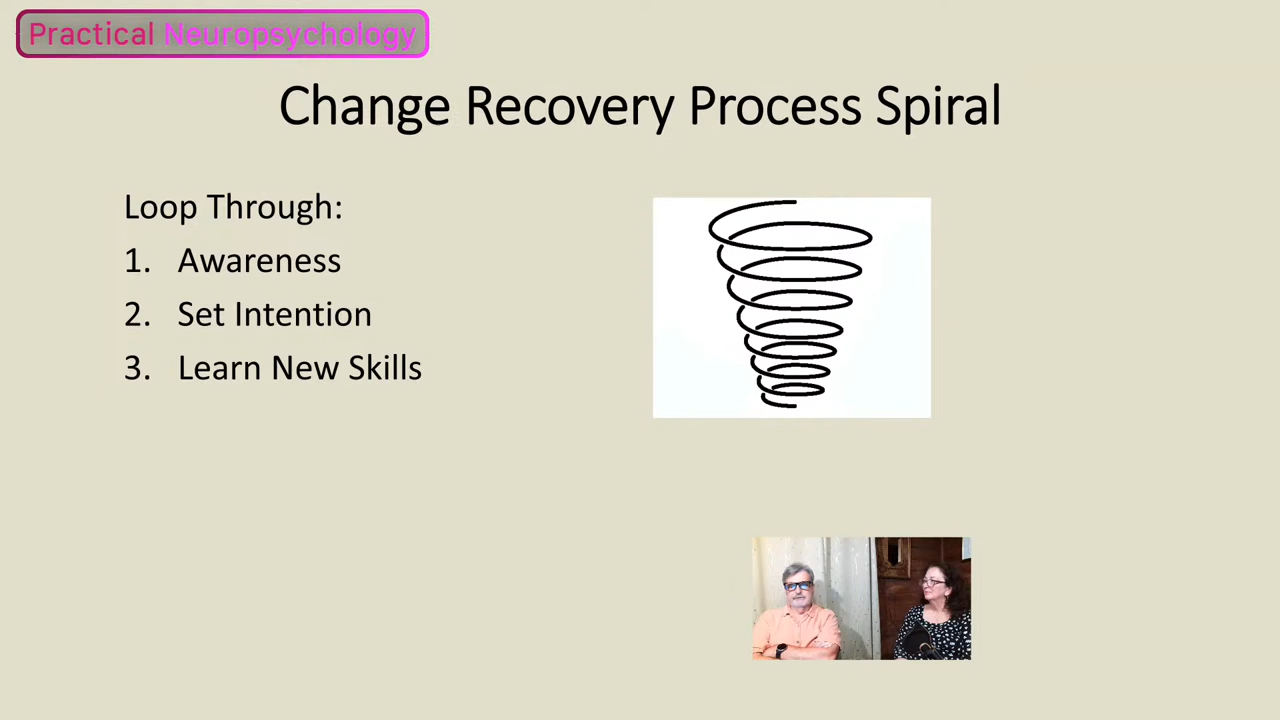 Practical Neuropsychology
Change Recovery Process Spiral
Loop Through:
1. Awareness
2. Set Intention
3. Learn New Skills